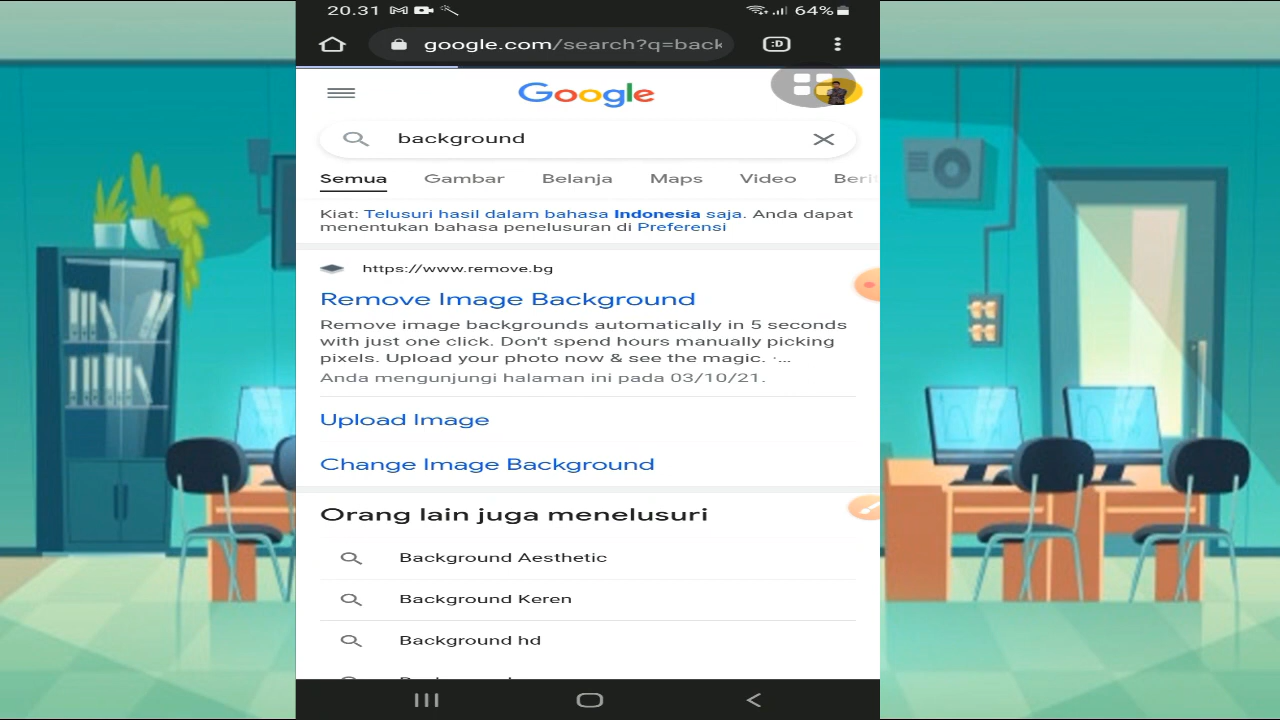 20.31
64%
google.com/search?q=back
:D
Google
background
Semua Gambar Belanja Maps Video Beri
Kiat: Telusuri hasil dalam bahasa Indonesia saja. Anda dapat
menentukan bahasa penelusuran di Preferensi
https://www.remove.bg
Remove Image Background
Remove image backgrounds automatically in 5 seconds
with just one click. Don't spend hours manually picking
pixels. Upload your photo now & see the magic. ·...
Anda mengunjungi halaman ini pada 03/10/21.
Upload Image
Change Image Background
Orang lain juga menelusuri
Background Aesthetic
Background Keren
Background hd